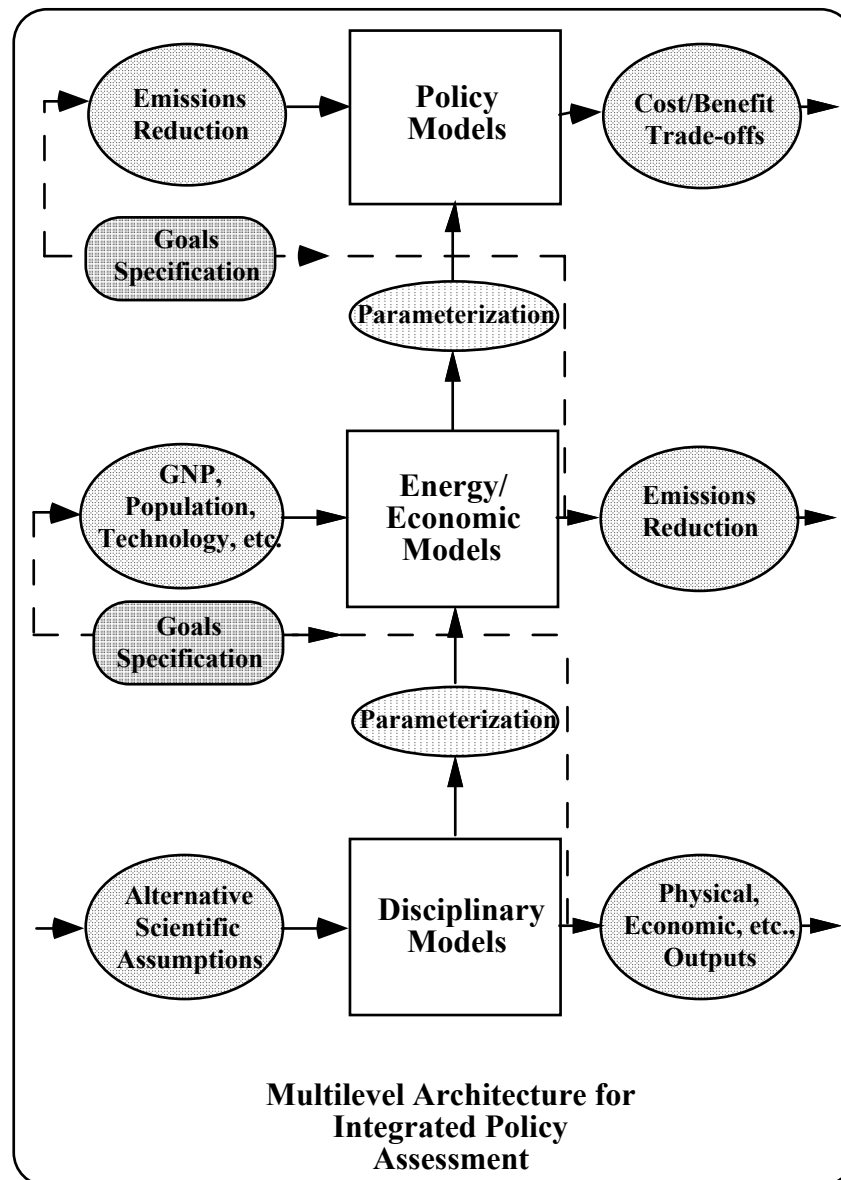 Emissions
Reduction
Policy
Models
Cost/Benefit
Trade-offs
Goals
Specification
Parameterization
GNP,
Population,
Technology, etc.
Energy/
Economic
Models
Emissions
Reduction
Goals
Specification
Parameterization
Alternative
Scientific
Assumptions
Disciplinary
Models
Physical,
Economic, etc.,
Outputs
Multilevel Architecture for
Integrated Policy
Assessment